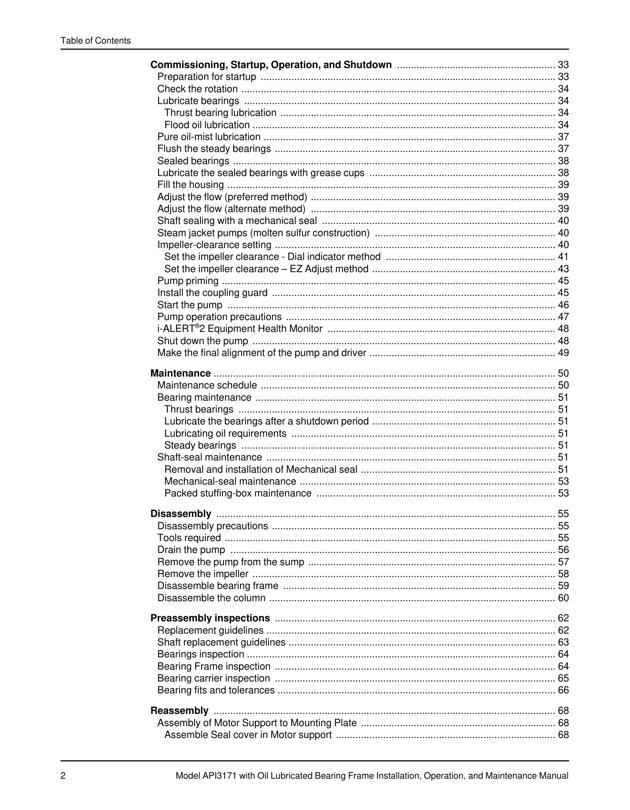 Table of Contents
Commissioning, Startup, Operation, and Shutdown ........ 33
Preparation for startup ........ 33
Check the rotation ........ 34
Lubricate bearings ........ 34
Thrust bearing lubrication ........ 34
Flood oil lubrication ........ 34
Pure oil-mist lubrication ........ 37
Flush the steady bearings ........ 37
Sealed bearings ........ 38
Lubricate the sealed bearings with grease cups ........ 38
Fill the housing ........ 39
Adjust the flow (preferred method) ........ 39
Adjust the flow (alternate method) ........ 39
Shaft sealing with a mechanical seal ........ 40
Steam jacket pumps (molten sulfur construction) ........ 40
Impeller-clearance setting ........ 40
Set the impeller clearance - Dial indicator method ........ 41
Set the impeller clearance – EZ Adjust method ........ 43
Pump priming ........ 45
Install the coupling guard ........ 45
Start the pump ........ 46
Pump operation precautions ........ 47
i-ALERT®2 Equipment Health Monitor ........ 48
Shut down the pump ........ 48
Make the final alignment of the pump and driver ........ 49
Maintenance ........ 50
Maintenance schedule ........ 50
Bearing maintenance ........ 51
Thrust bearings ........ 51
Lubricate the bearings after a shutdown period ........ 51
Lubricating oil requirements ........ 51
Steady bearings ........ 51
Shaft-seal maintenance ........ 51
Removal and installation of Mechanical seal ........ 51
Mechanical-seal maintenance ........ 53
Packed stuffing-box maintenance ........ 53
Disassembly ........ 55
Disassembly precautions ........ 55
Tools required ........ 55
Drain the pump ........ 56
Remove the pump from the sump ........ 57
Remove the impeller ........ 58
Disassemble bearing frame ........ 59
Disassemble the column ........ 60
Preassembly inspections ........ 62
Replacement guidelines ........ 62
Shaft replacement guidelines ........ 63
Bearings inspection ........ 64
Bearing Frame inspection ........ 64
Bearing carrier inspection ........ 65
Bearing fits and tolerances ........ 66
Reassembly ........ 68
Assembly of Motor Support to Mounting Plate ........ 68
Assemble Seal cover in Motor support ........ 68
2 Model API3171 with Oil Lubricated Bearing Frame Installation, Operation, and Maintenance Manual